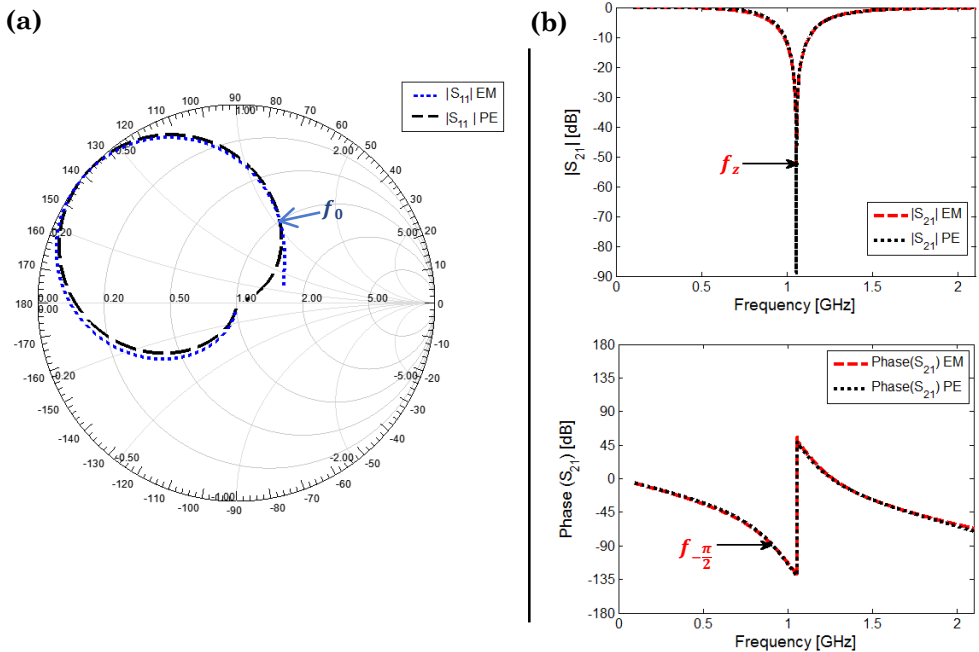 (a)
|S11| EM
|S11 | PE
f0
180 170 160 150 140 130 120 110 100 90 80 70 60 50 40 30 20 10 0
-10 -20 -30 -40 -50 -60 -70 -80 -90 -100 -110 -120 -130 -140 -150 -160 -170
0.20 0.50 1.00 2.00 5.00
0.00 0.20 0.50 1.00 2.00 5.00
0.00
-0.20 -0.50 -1.00 -2.00 -5.00
(b)
0
-10
-20
-30
-40
-50
-60
-70
-80
-90
|S21| [dB]
fz
|S21| EM
|S21| PE
0 0.5 1 1.5 2
Frequency [GHz]
180
135
90
45
0
-45
-90
-135
-180
Phase (S21) [dB]
Phase(S21) EM
Phase(S21) PE
f-π/2
0 0.5 1 1.5 2
Frequency [GHz]